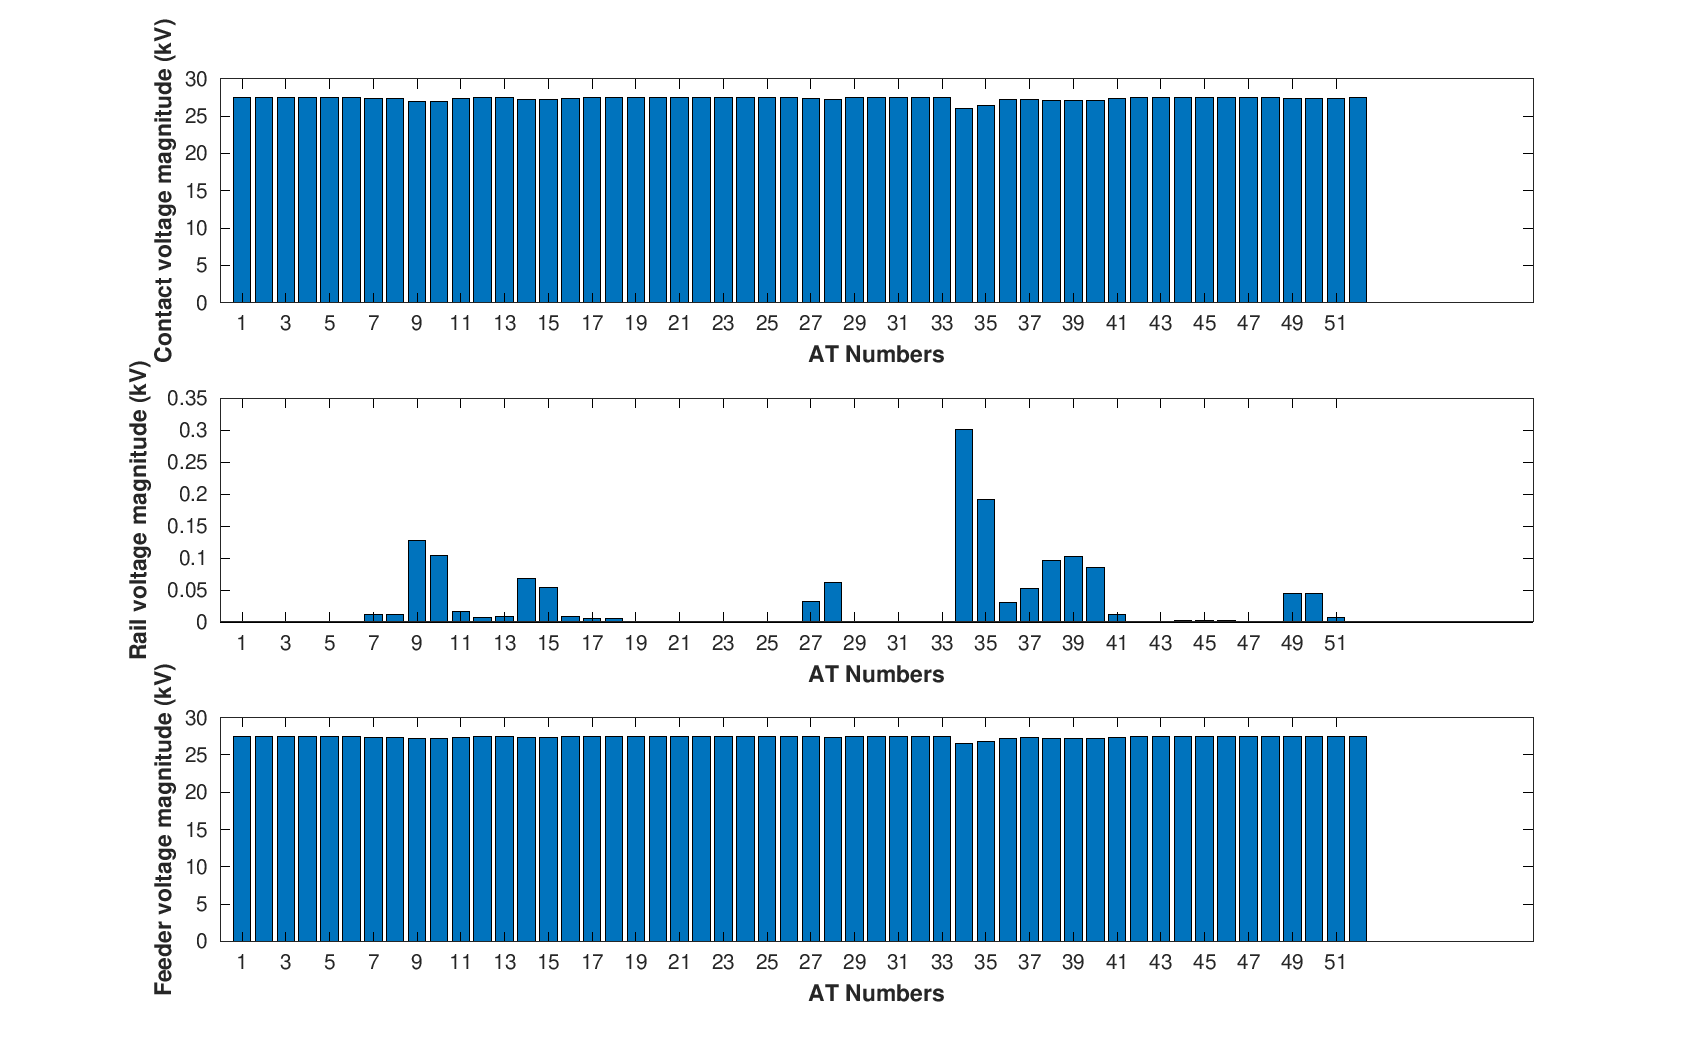 Contact voltage magnitude (kV)
30
25
20
15
10
5
0
1 3 5 7 9 11 13 15 17 19 21 23 25 27 29 31 33 35 37 39 41 43 45 47 49 51
AT Numbers
Rail voltage magnitude (kV)
0.35
0.3
0.25
0.2
0.15
0.1
0.05
0
1 3 5 7 9 11 13 15 17 19 21 23 25 27 29 31 33 35 37 39 41 43 45 47 49 51
AT Numbers
Feeder voltage magnitude (kV)
30
25
20
15
10
5
0
1 3 5 7 9 11 13 15 17 19 21 23 25 27 29 31 33 35 37 39 41 43 45 47 49 51
AT Numbers